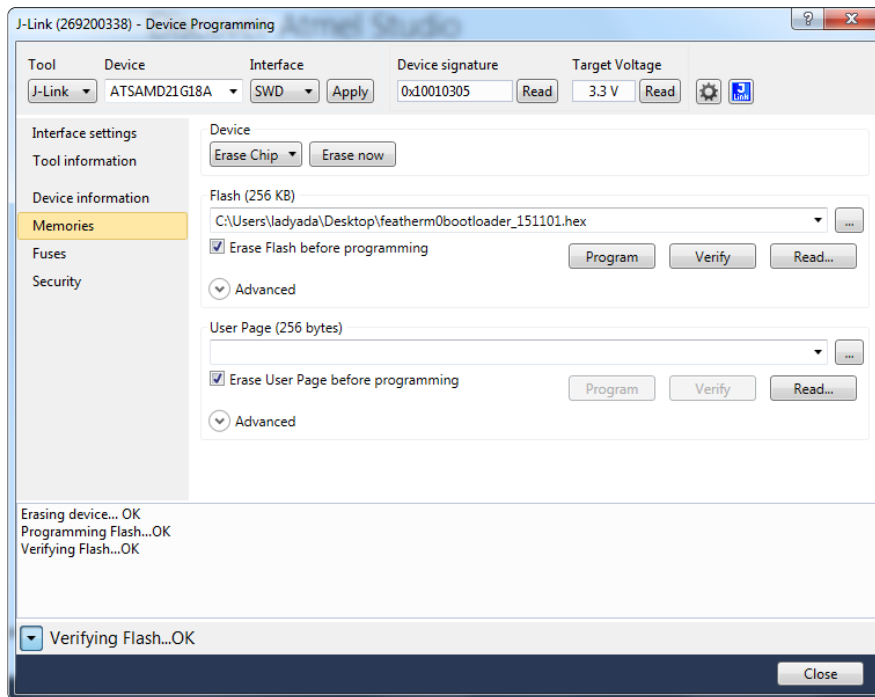 J-Link (269200338) - Device Programming
Atmel Studio
Tool Device Interface Device signature Target Voltage
J-Link ATSAMD21G18A SWD Apply 0x10010305 Read 3.3 V Read J LINK
Interface settings
Tool information
Device information
Memories
Fuses
Security
Device
Erase Chip Erase now
Flash (256 KB)
C:\Users\ladyada\Desktop\featherm0bootloader_151101.hex ...
Erase Flash before programming
Program Verify Read...
Advanced
User Page (256 bytes)
...
Erase User Page before programming
Program Verify Read...
Advanced
Erasing device... OK
Programming Flash...OK
Verifying Flash...OK
Verifying Flash...OK
Close